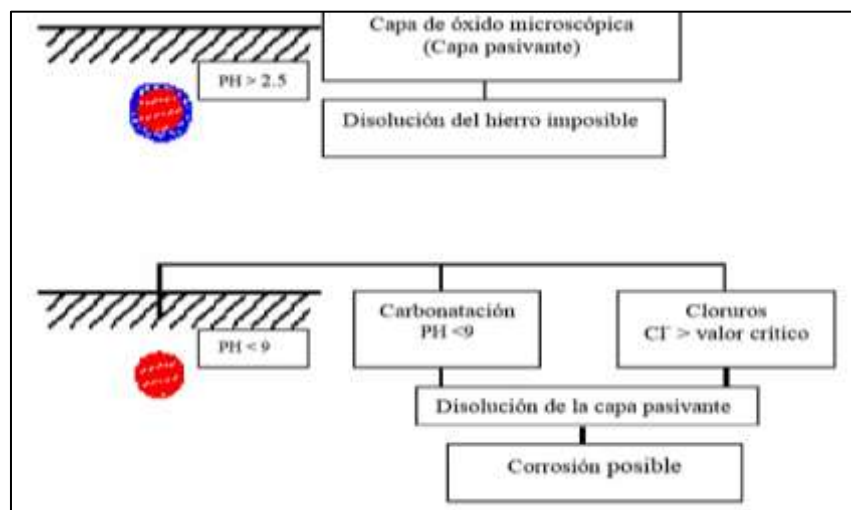 Capa de óxido microscópica
(Capa pasivante)
PH > 2.5
Disolución del hierro imposible
Carbonatación
PH <9
Cloruros
Cl⁻ > valor crítico
PH < 9
Disolución de la capa pasivante
Corrosión posible